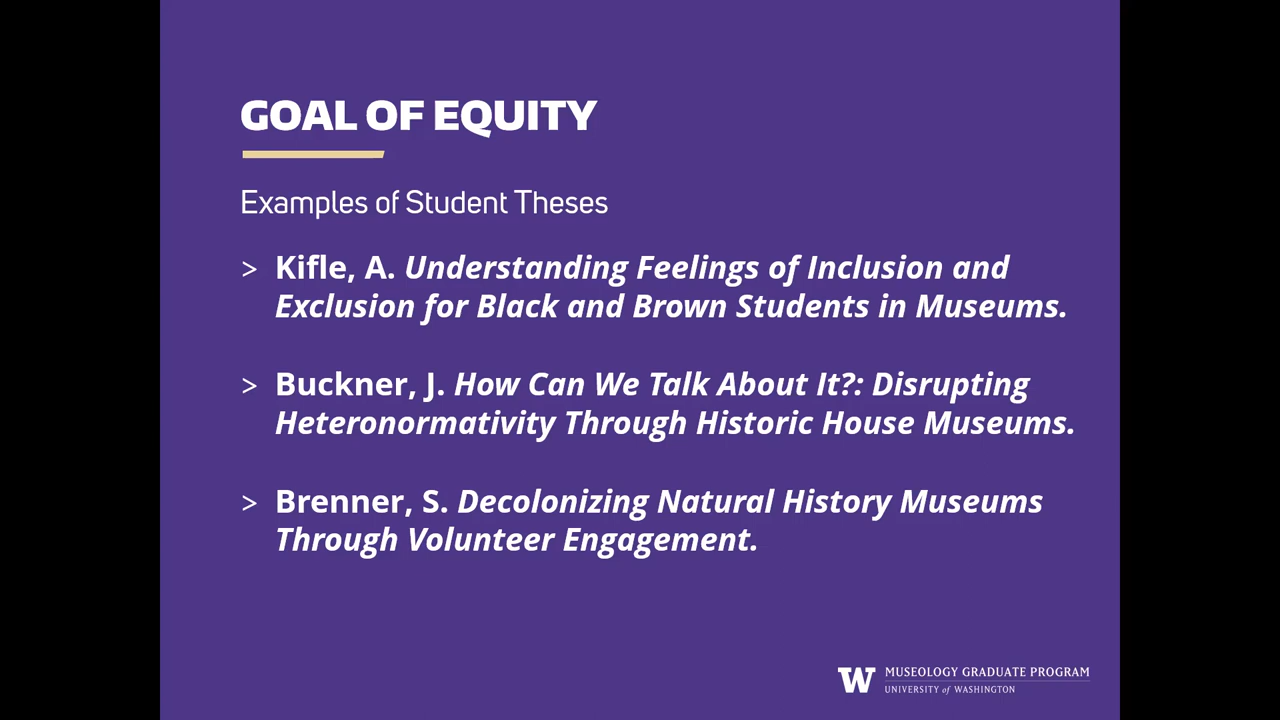 GOAL OF EQUITY
Examples of Student Theses
> Kifle, A. Understanding Feelings of Inclusion and
Exclusion for Black and Brown Students in Museums.
> Buckner, J. How Can We Talk About It?: Disrupting
Heteronormativity Through Historic House Museums.
> Brenner, S. Decolonizing Natural History Museums
Through Volunteer Engagement.
W MUSEOLOGY GRADUATE PROGRAM
UNIVERSITY of WASHINGTON